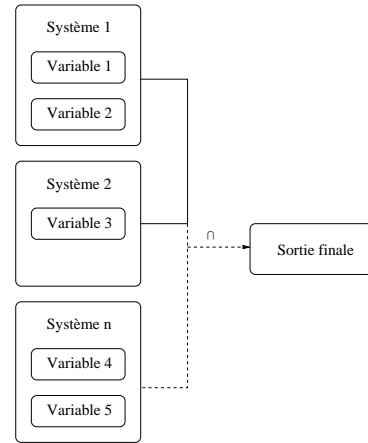 Système 1
Variable 1
Variable 2
Système 2
Variable 3
∩
Sortie finale
Système n
Variable 4
Variable 5